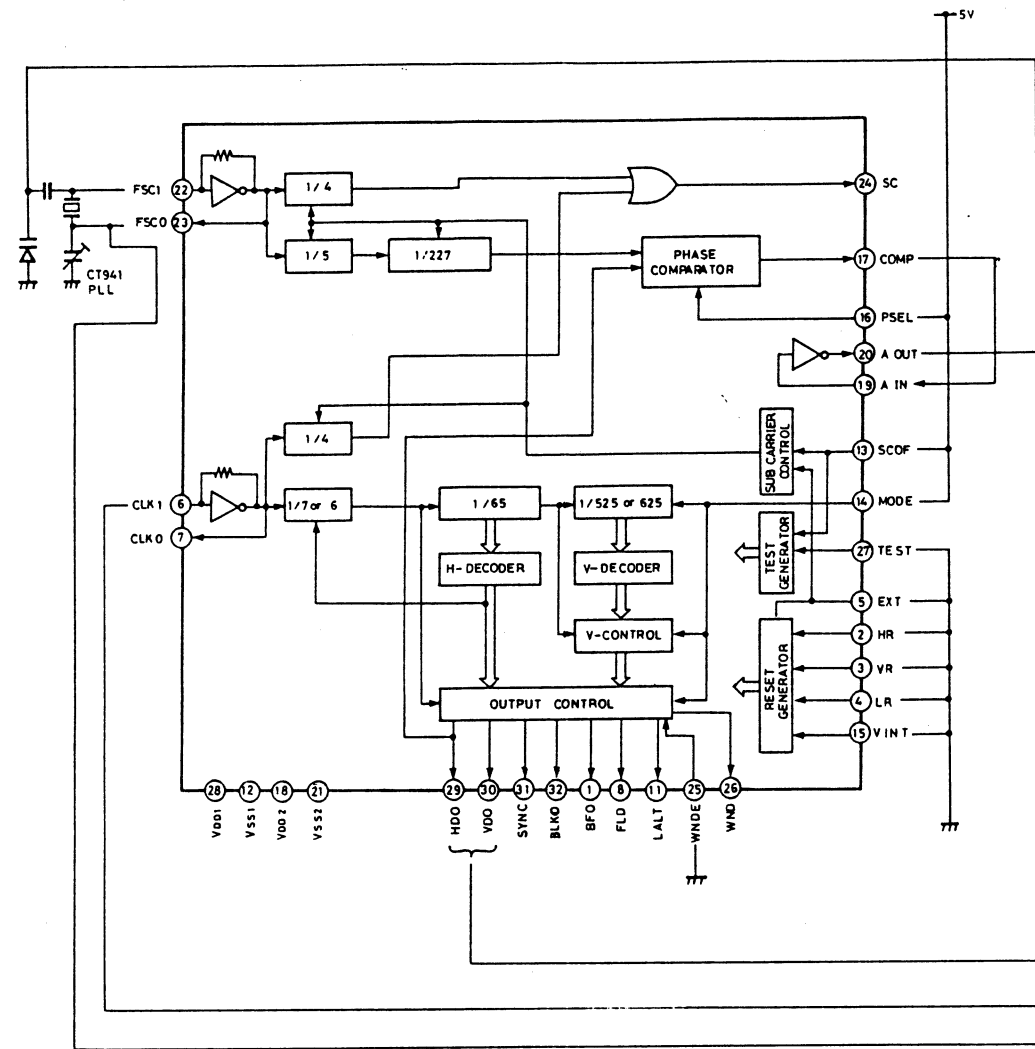 5V
FSC1 22
1/4
24 SC
FSC0 23
1/5
1/227
PHASE
COMPARATOR
17 COMP
CT941
PLL
16 PSEL
20 A OUT
19 A IN
1/4
SUB CARRIER
CONTROL
13 SCOF
CLK1 6
1/7 or 6
1/65
1/525 or 625
14 MODE
CLK0 7
TEST
GENERATOR
27 TEST
H-DECODER
V-DECODER
5 EXT
V-CONTROL
RESET
GENERATOR
2 HR
3 VR
4 LR
15 VINT
OUTPUT CONTROL
28 12 18 21 29 30 31 32 1 8 11 25 26
VDD1 VSS1 VDD2 VSS2 HDO VDO SYNC BLKO BFO FLD LALT WNDE WND